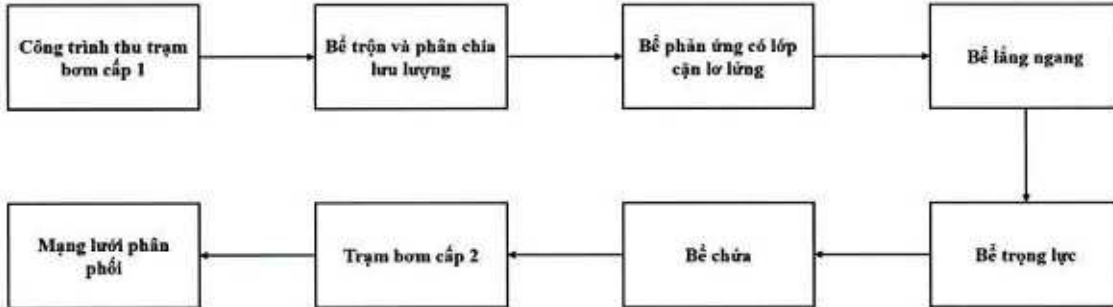 Công trình thu trạm
bơm cấp 1
Bể trộn và phân chia
lưu lượng
Bể phản ứng có lớp
cặn lơ lửng
Bể lắng ngang
Mạng lưới phân
phối
Trạm bơm cấp 2
Bể chứa
Bể trọng lực